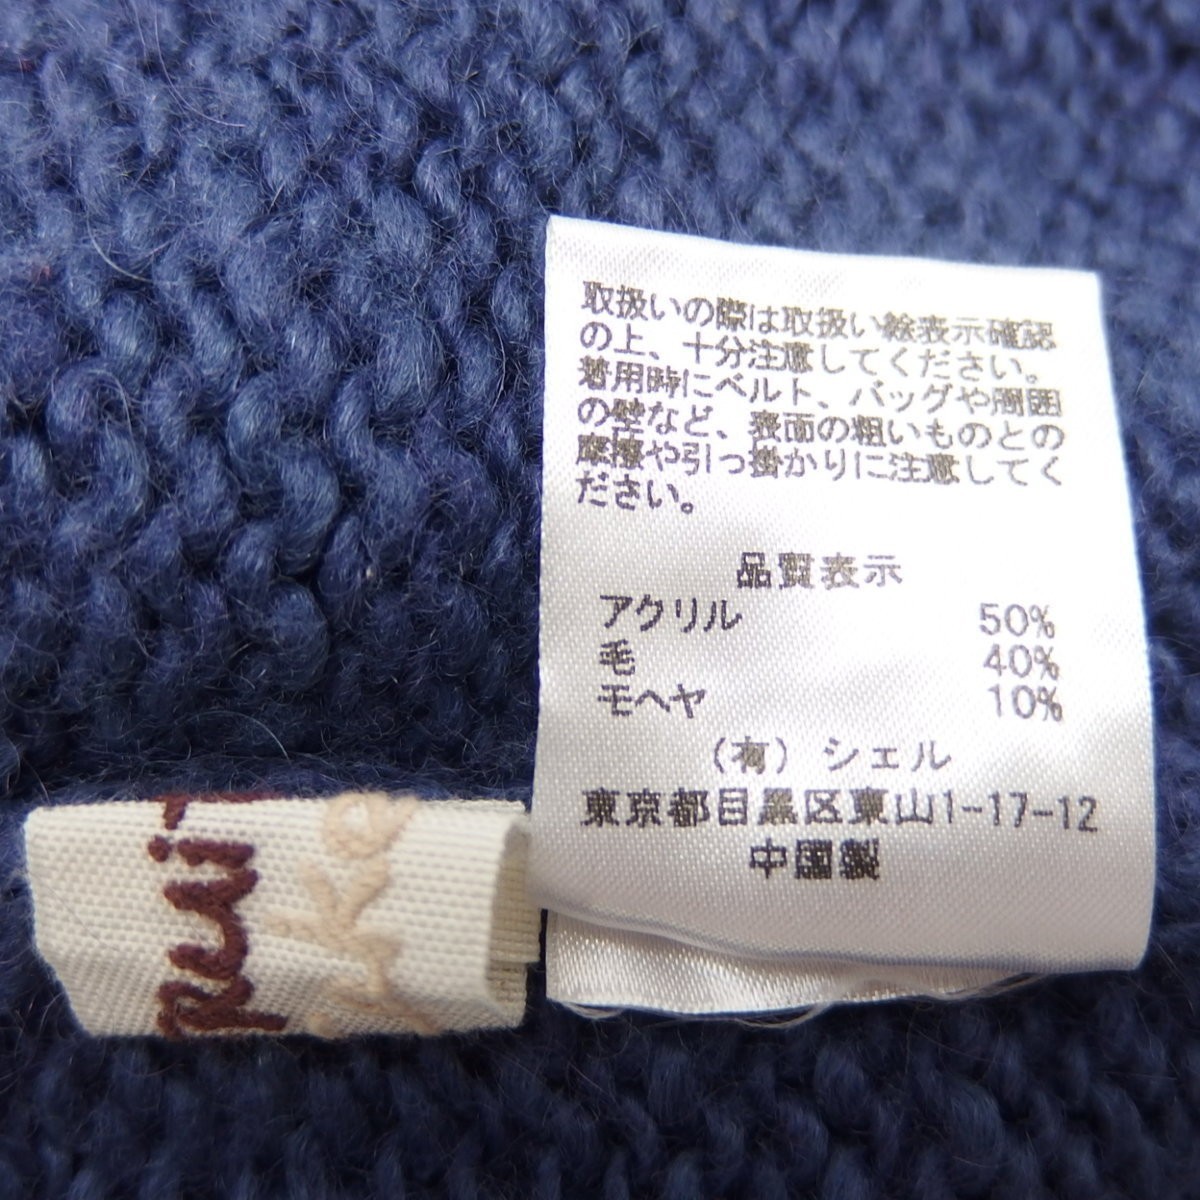 取扱いの際は取扱い絵表示確認
の上、十分注意してください。
着用時にベルト、バッグや周囲
の壁など、表面の粗いものとの
摩擦や引っ掛かりに注意してく
ださい。
品質表示
アクリル 50%
毛 40%
モヘヤ 10%
(有)シェル
東京都目黒区東山1-17-12
中国製